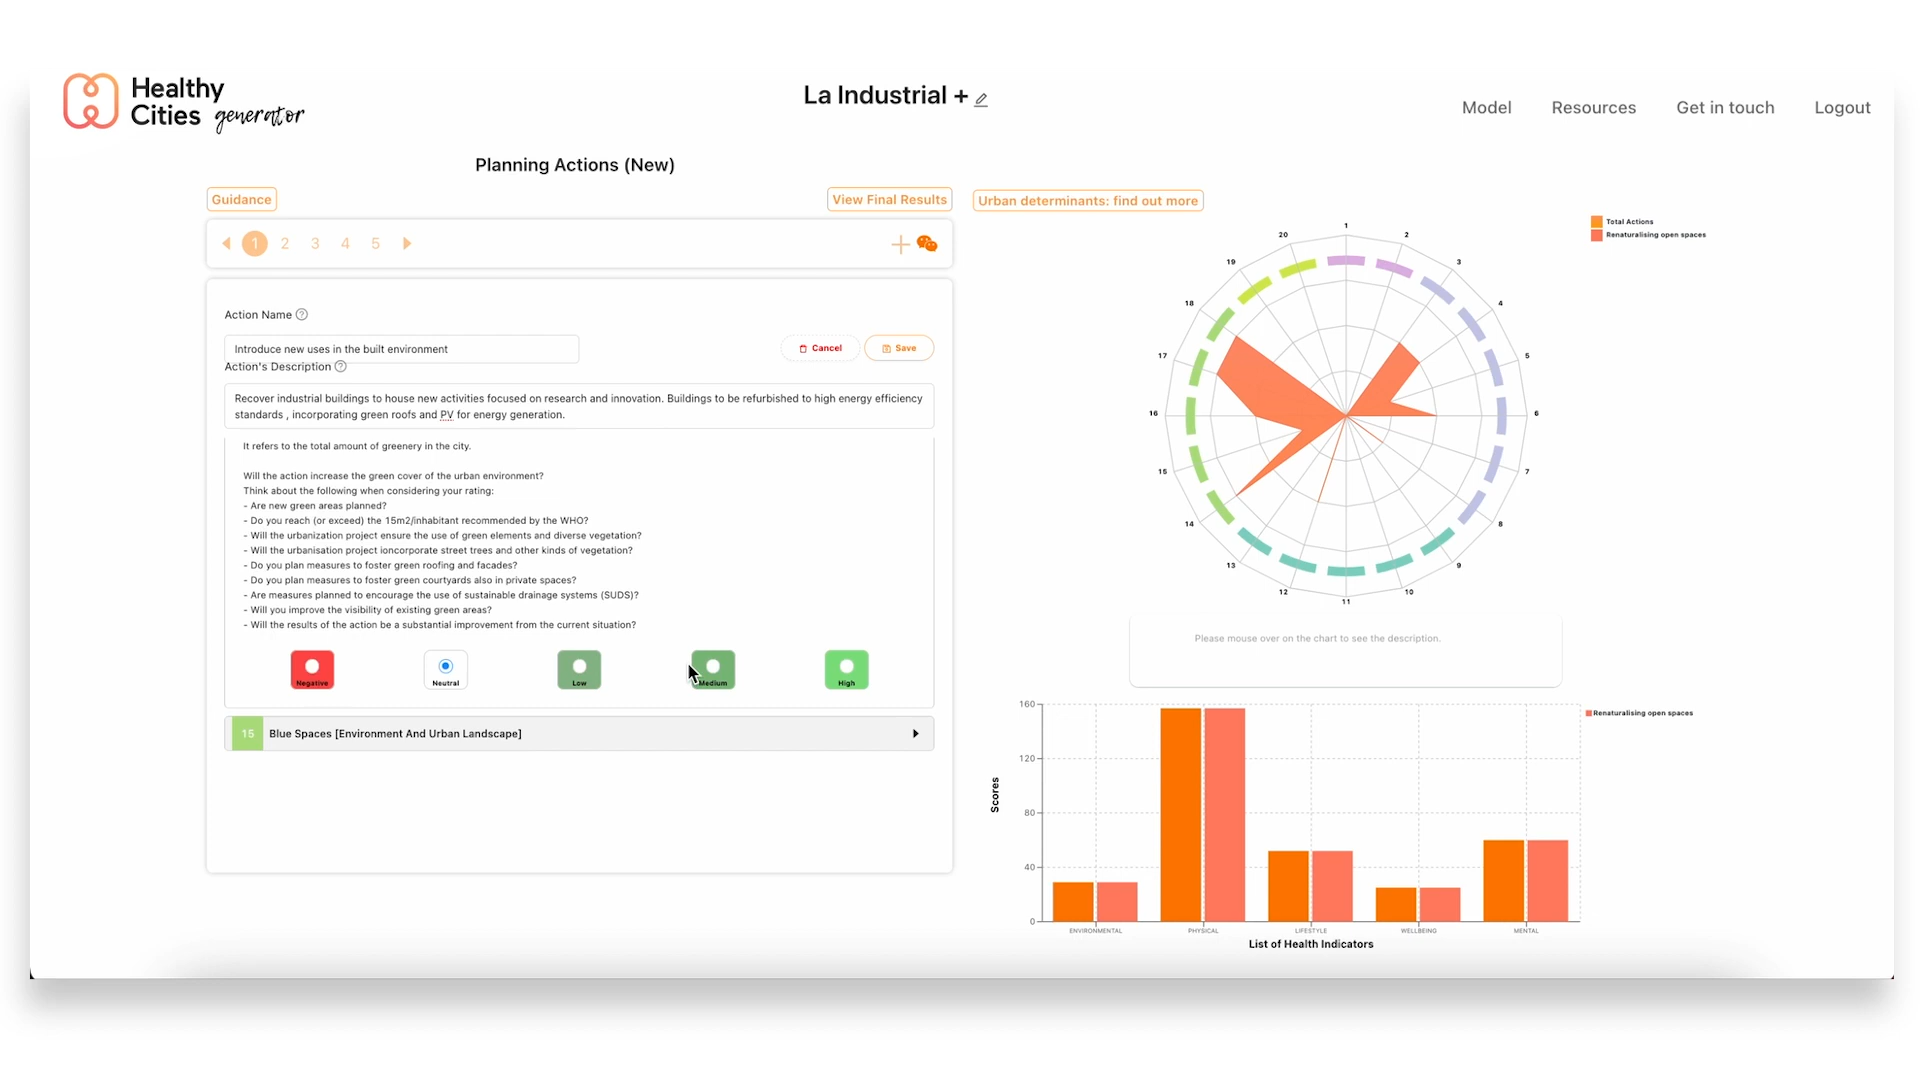 Healthy
Cities generator
La Industrial +
Model
Resources
Get in touch
Logout
Planning Actions (New)
Guidance
View Final Results
Urban determinants: find out more
1
2
3
4
5
Action Name ?
Introduce new uses in the built environment
Cancel
Save
Action's Description ?
Recover industrial buildings to house new activities focused on research and innovation. Buildings to be refurbished to high energy efficiency
standards , incorporating green roofs and PV for energy generation.
It refers to the total amount of greenery in the city.
Will the action increase the green cover of the urban environment?
Think about the following when considering your rating:
- Are new green areas planned?
- Do you reach (or exceed) the 15m2/inhabitant recommended by the WHO?
- Will the urbanization project ensure the use of green elements and diverse vegetation?
- Will the urbanisation project ioncorporate street trees and other kinds of vegetation?
- Do you plan measures to foster green roofing and facades?
- Do you plan measures to foster green courtyards also in private spaces?
- Are measures planned to encourage the use of sustainable drainage systems (SUDS)?
- Will you improve the visibility of existing green areas?
- Will the results of the action be a substantial improvement from the current situation?
Negative
Neutral
Low
Medium
High
15
Blue Spaces [Environment And Urban Landscape]
1
2
3
4
5
6
7
8
9
10
11
12
13
14
15
16
17
18
19
20
Total Actions
Renaturalising open spaces
Please mouse over on the chart to see the description.
160
120
80
40
0
Scores
ENVIRONMENTAL
PHYSICAL
LIFESTYLE
WELLBEING
MENTAL
List of Health Indicators
Renaturalising open spaces